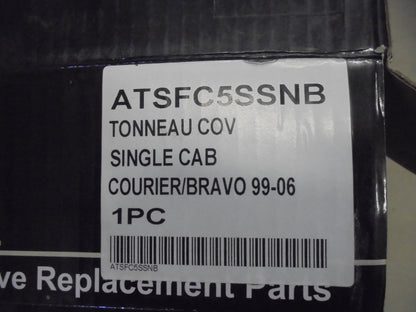 ATSFC5SSNB
TONNEAU COV
SINGLE CAB
COURIER/BRAVO 99-06
1PC
ATSFC5SSNB
ve Replacement Parts